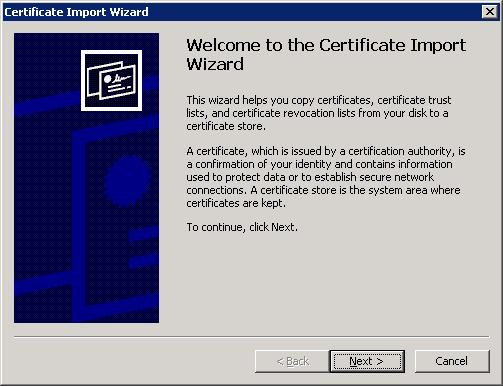 Certificate Import Wizard
Welcome to the Certificate Import
Wizard
This wizard helps you copy certificates, certificate trust
lists, and certificate revocation lists from your disk to a
certificate store.
A certificate, which is issued by a certification authority, is
a confirmation of your identity and contains information
used to protect data or to establish secure network
connections. A certificate store is the system area where
certificates are kept.
To continue, click Next.
< Back
Next >
Cancel